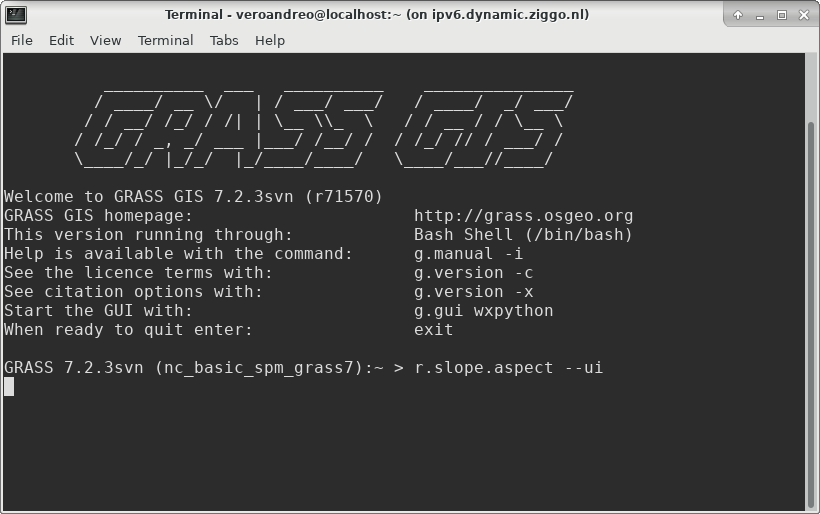 Terminal - veroandreo@localhost:~ (on ipv6.dynamic.ziggo.nl)
File Edit View Terminal Tabs Help
GRASS GIS
Welcome to GRASS GIS 7.2.3svn (r71570)
GRASS GIS homepage: http://grass.osgeo.org
This version running through: Bash Shell (/bin/bash)
Help is available with the command: g.manual -i
See the licence terms with: g.version -c
See citation options with: g.version -x
Start the GUI with: g.gui wxpython
When ready to quit enter: exit
GRASS 7.2.3svn (nc_basic_spm_grass7):~ > r.slope.aspect --ui